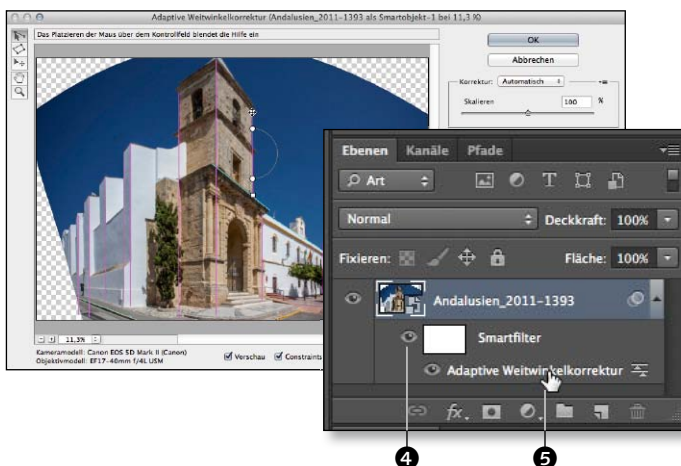 Adaptive Weitwinkelkorrektur (Andalusien_2011-1393 als Smartobjekt-1 bei 11,3 %)
Das Platzieren der Maus über dem Kontrollfeld blendet die Hilfe ein
OK
Abbrechen
Korrektur: Automatisch
Skalieren 100 %
11,3%
Kameramodell: Canon EOS 5D Mark II (Canon)
Objektivmodell: EF17-40mm f/4L USM
Vorschau
Ebenen Kanäle Pfade
Art
Normal Deckkraft: 100%
Fixieren: Fläche: 100%
Andalusien_2011-1393
Smartfilter
Adaptive Weitwinkelkorrektur
fx
4 5